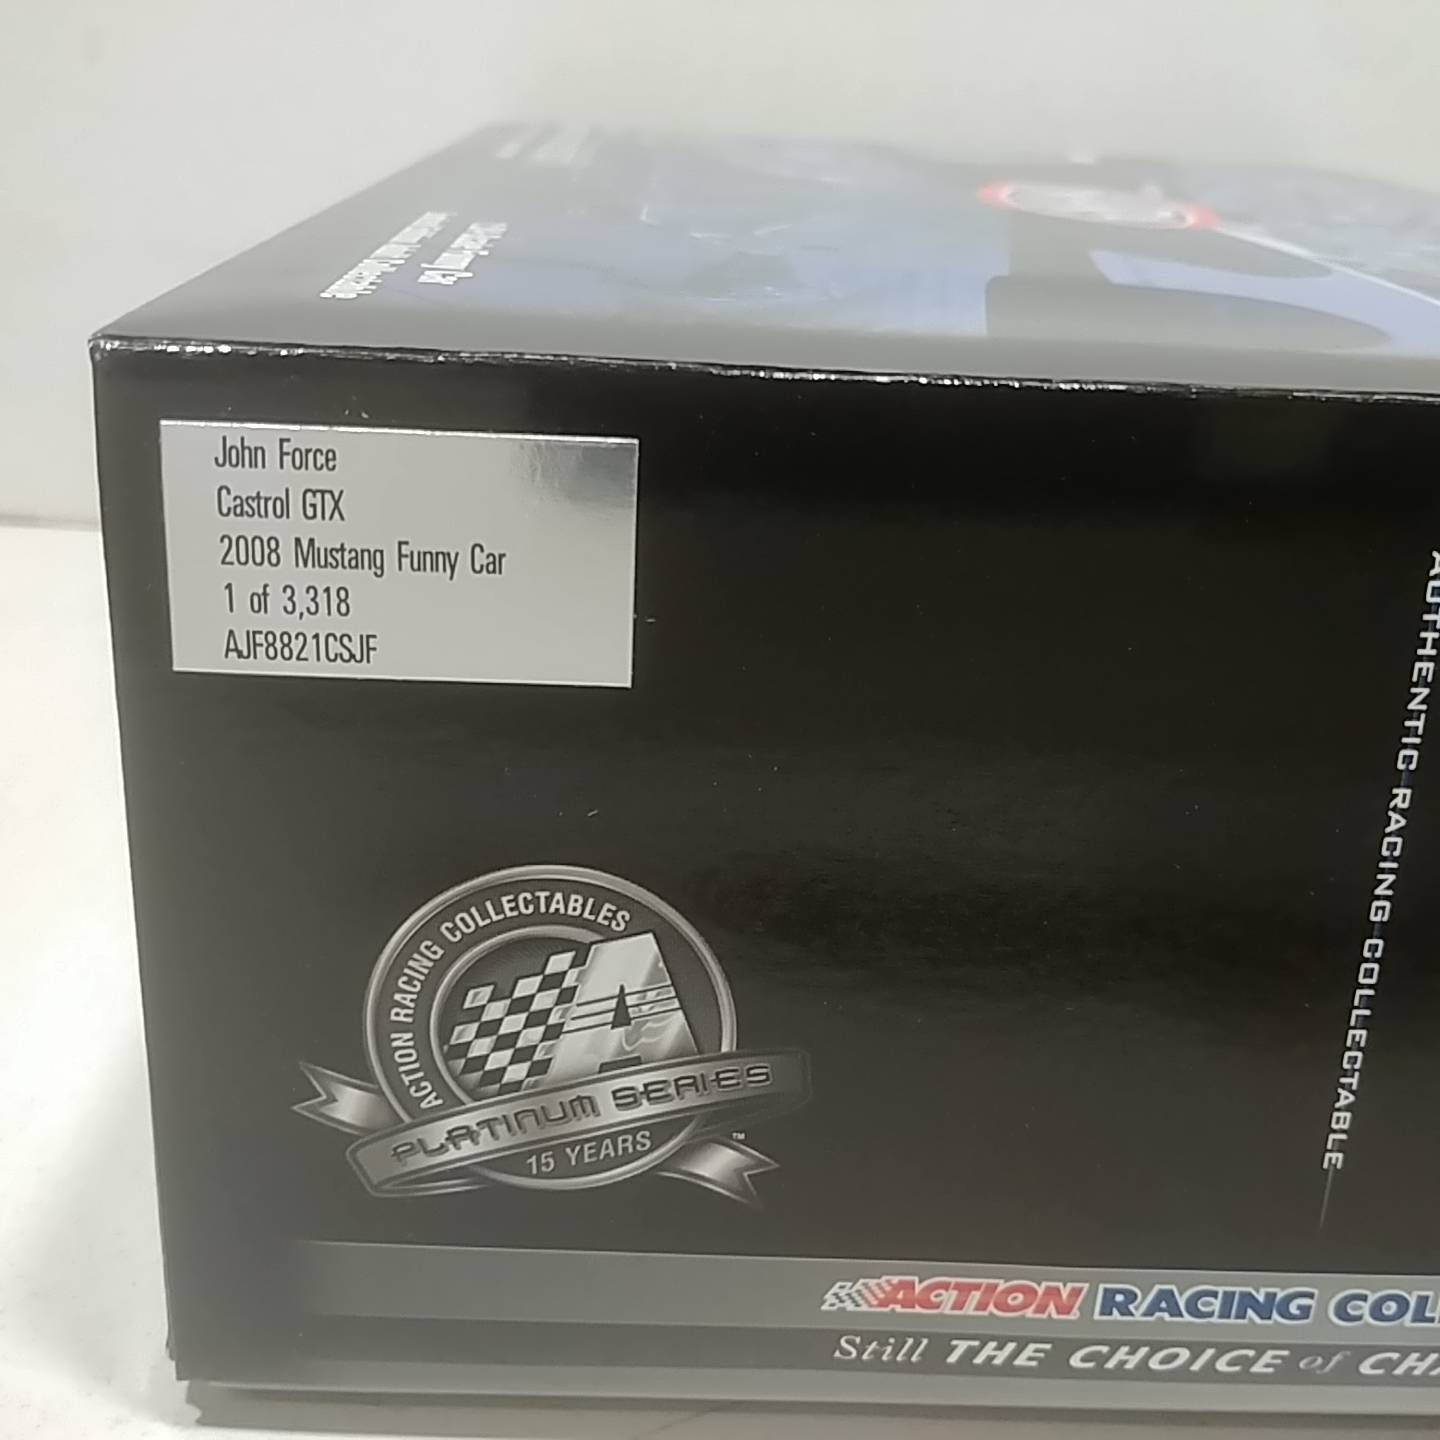 John Force
Castrol GTX
2008 Mustang Funny Car
1 of 3,318
AJF8821CSJF
ACTION RACING COLLECTABLES
A
PLATINUM SERIES
15 YEARS
™
AUTHENTIC RACING COLLECTABLE
ACTION RACING COL
Still THE CHOICE of CH